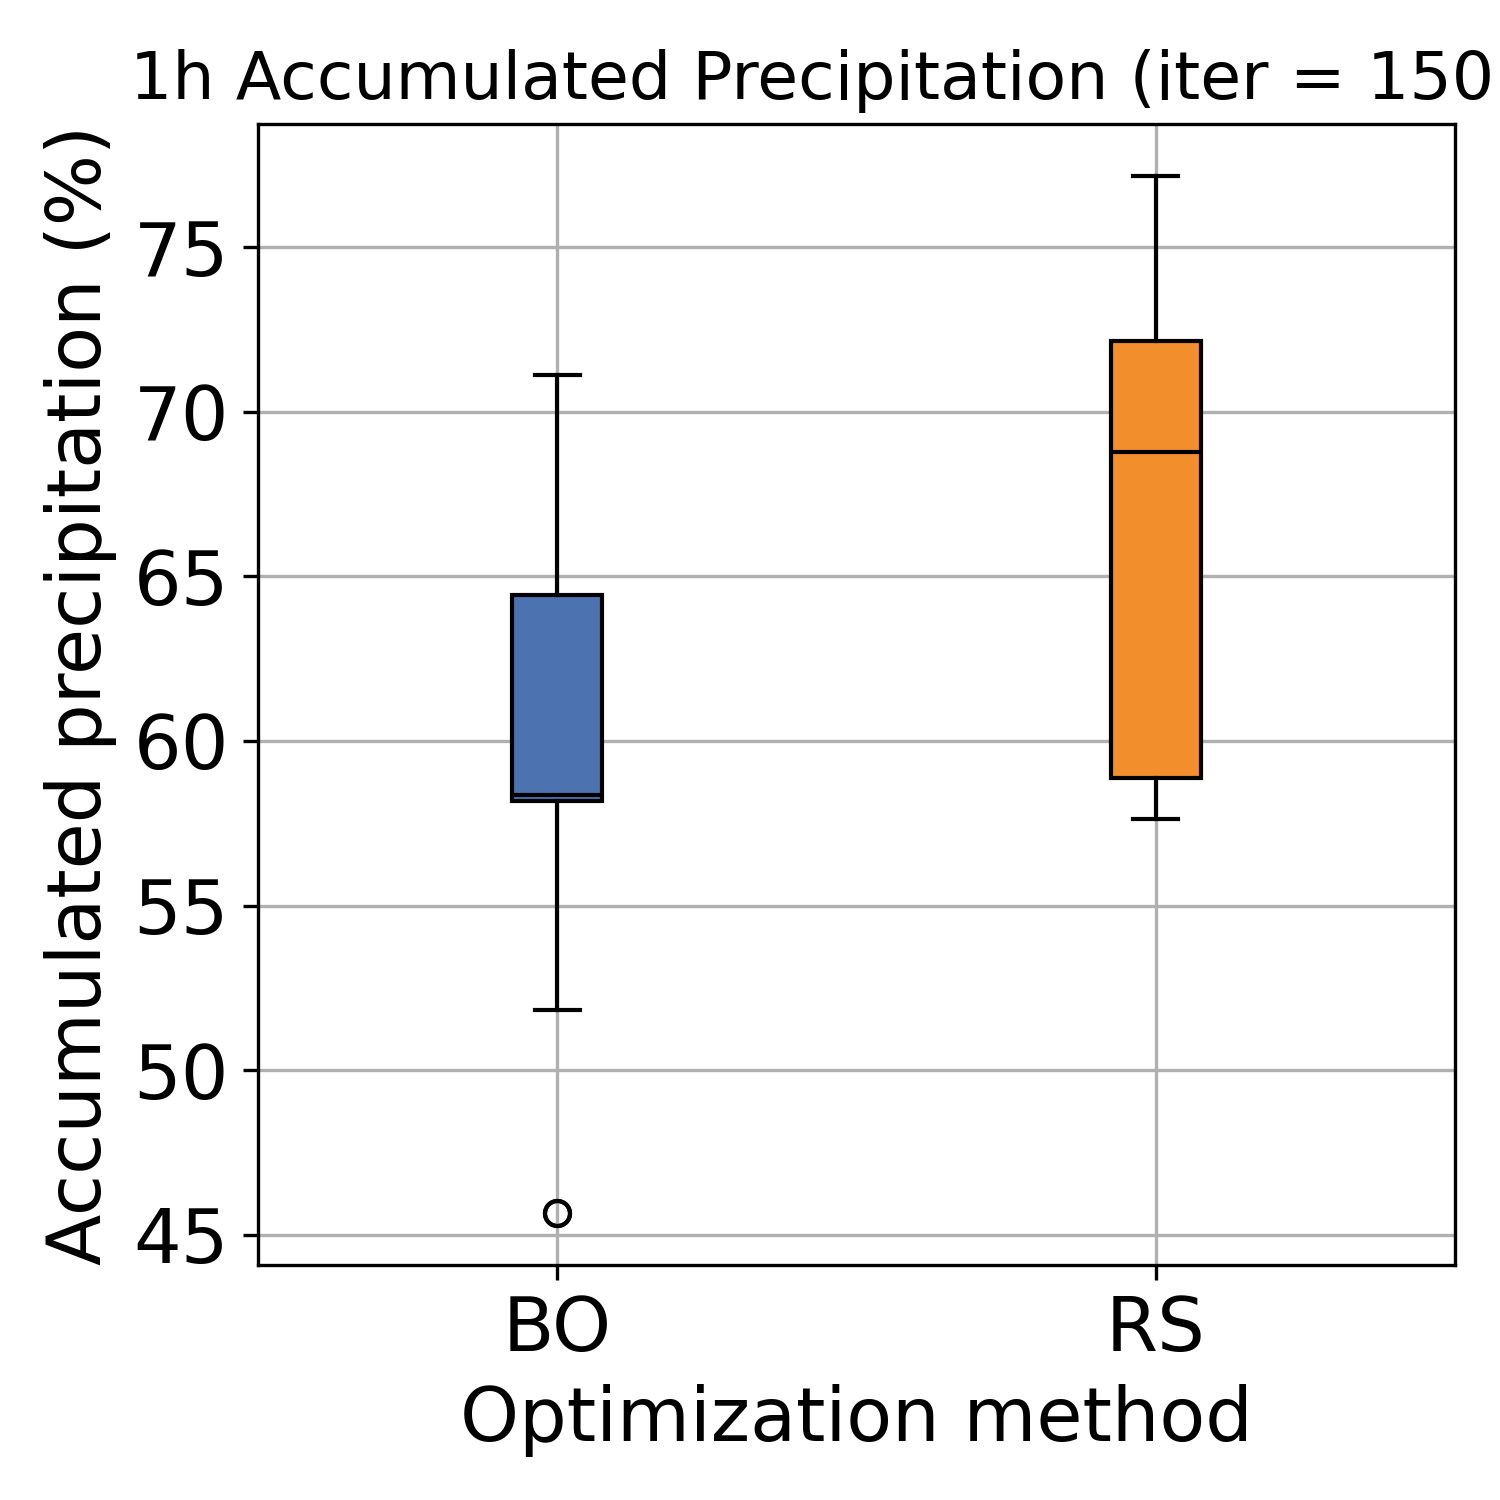 1h Accumulated Precipitation (iter = 150
Accumulated precipitation (%)
75
70
65
60
55
50
45
BO RS
Optimization method